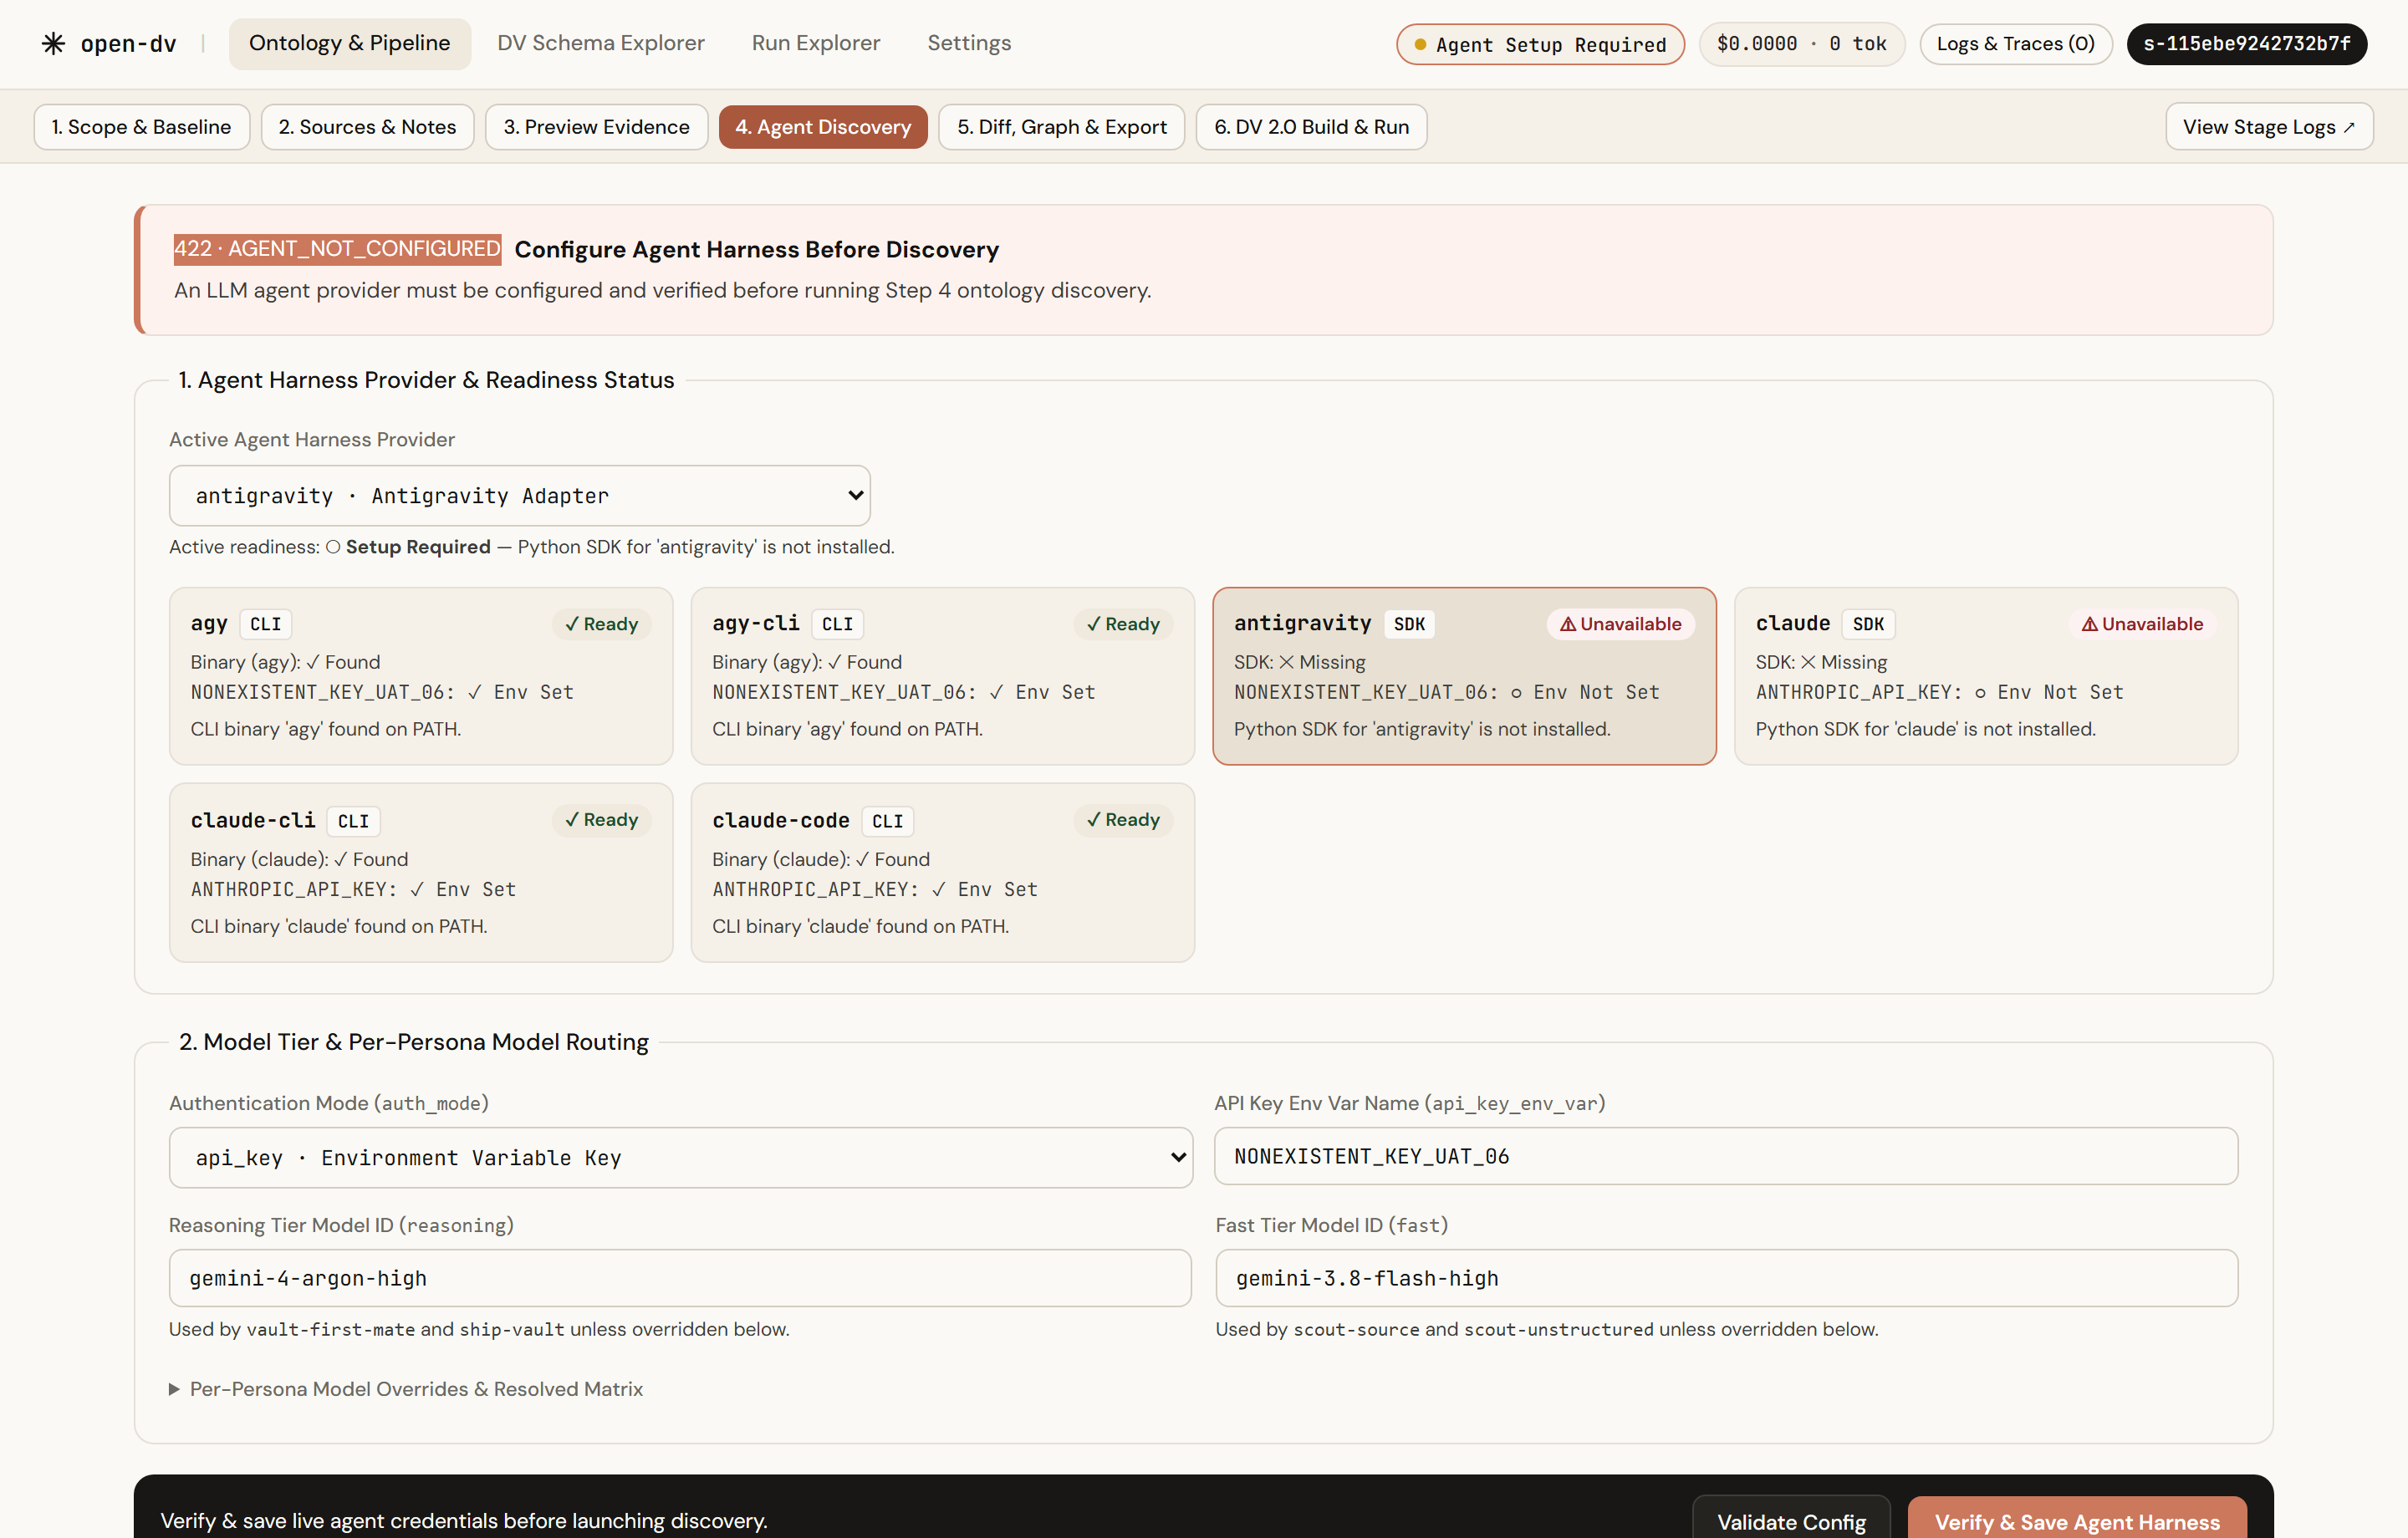 open-dv | Ontology & Pipeline DV Schema Explorer Run Explorer Settings Agent Setup Required $0.0000 · 0 tok Logs & Traces (0) s-115ebe9242732b7f
1. Scope & Baseline 2. Sources & Notes 3. Preview Evidence 4. Agent Discovery 5. Diff, Graph & Export 6. DV 2.0 Build & Run View Stage Logs ↗
422 · AGENT_NOT_CONFIGURED Configure Agent Harness Before Discovery
An LLM agent provider must be configured and verified before running Step 4 ontology discovery.
1. Agent Harness Provider & Readiness Status
Active Agent Harness Provider
antigravity · Antigravity Adapter
Active readiness: ○ Setup Required — Python SDK for 'antigravity' is not installed.
agy CLI ✓ Ready
Binary (agy): ✓ Found
NONEXISTENT_KEY_UAT_06: ✓ Env Set
CLI binary 'agy' found on PATH.
agy-cli CLI ✓ Ready
Binary (agy): ✓ Found
NONEXISTENT_KEY_UAT_06: ✓ Env Set
CLI binary 'agy' found on PATH.
antigravity SDK ⚠ Unavailable
SDK: ✕ Missing
NONEXISTENT_KEY_UAT_06: ○ Env Not Set
Python SDK for 'antigravity' is not installed.
claude SDK ⚠ Unavailable
SDK: ✕ Missing
ANTHROPIC_API_KEY: ○ Env Not Set
Python SDK for 'claude' is not installed.
claude-cli CLI ✓ Ready
Binary (claude): ✓ Found
ANTHROPIC_API_KEY: ✓ Env Set
CLI binary 'claude' found on PATH.
claude-code CLI ✓ Ready
Binary (claude): ✓ Found
ANTHROPIC_API_KEY: ✓ Env Set
CLI binary 'claude' found on PATH.
2. Model Tier & Per-Persona Model Routing
Authentication Mode (auth_mode)
api_key · Environment Variable Key
API Key Env Var Name (api_key_env_var)
NONEXISTENT_KEY_UAT_06
Reasoning Tier Model ID (reasoning)
gemini-4-argon-high
Used by vault-first-mate and ship-vault unless overridden below.
Fast Tier Model ID (fast)
gemini-3.8-flash-high
Used by scout-source and scout-unstructured unless overridden below.
▶ Per-Persona Model Overrides & Resolved Matrix
Verify & save live agent credentials before launching discovery. Validate Config Verify & Save Agent Harness